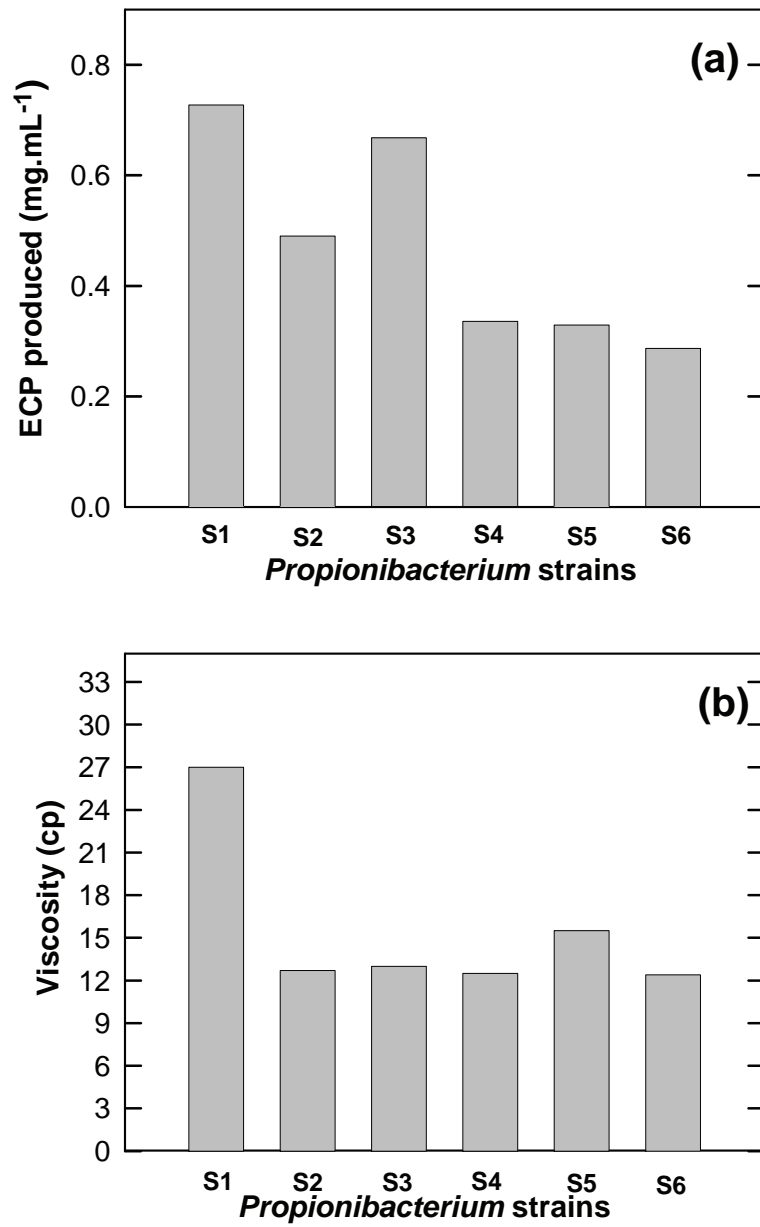 (a)
ECP produced (mg.mL⁻¹)
0.8
0.6
0.4
0.2
0.0
S1 S2 S3 S4 S5 S6
Propionibacterium strains
(b)
Viscosity (cp)
33
30
27
24
21
18
15
12
9
6
3
0
S1 S2 S3 S4 S5 S6
Propionibacterium strains